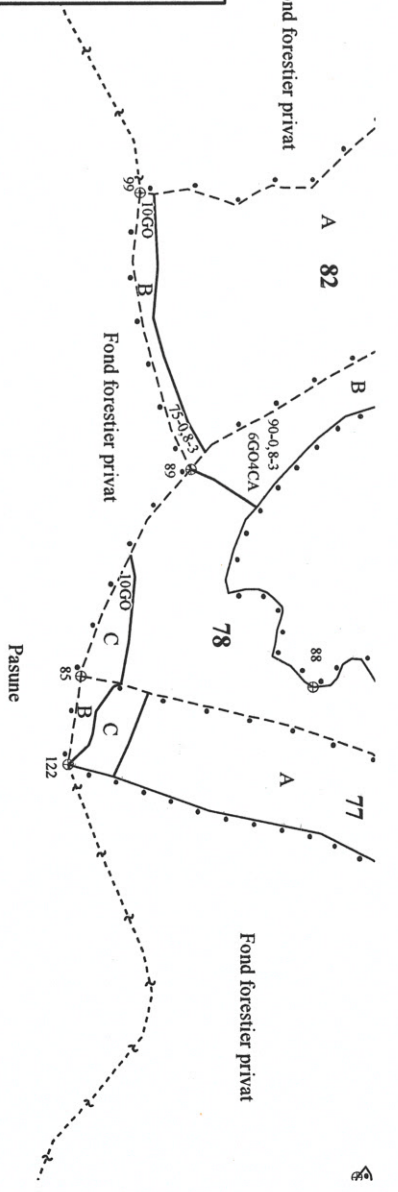 Fond forestier privat
A
82
99
10GO
B
75-0,8-3
89
Fond forestier privat
B
90-0,8-3
6GO4CA
78
88
10GO
C
85
B
C
122
Pasune
A
77
Fond forestier privat